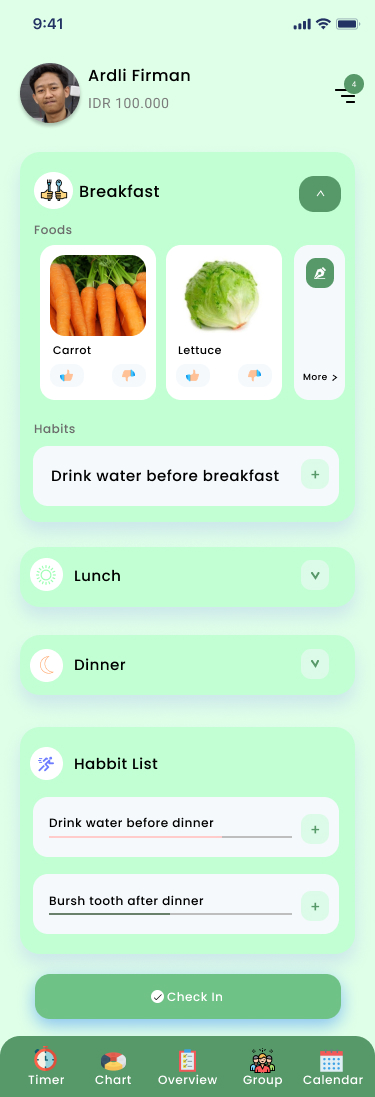 9:41
Ardli Firman
IDR 100.000
4
Breakfast
Foods
Carrot
Lettuce
More >
Habits
Drink water before breakfast
+
Lunch
Dinner
Habbit List
Drink water before dinner
+
Bursh tooth after dinner
+
Check In
Timer
Chart
Overview
Group
Calendar